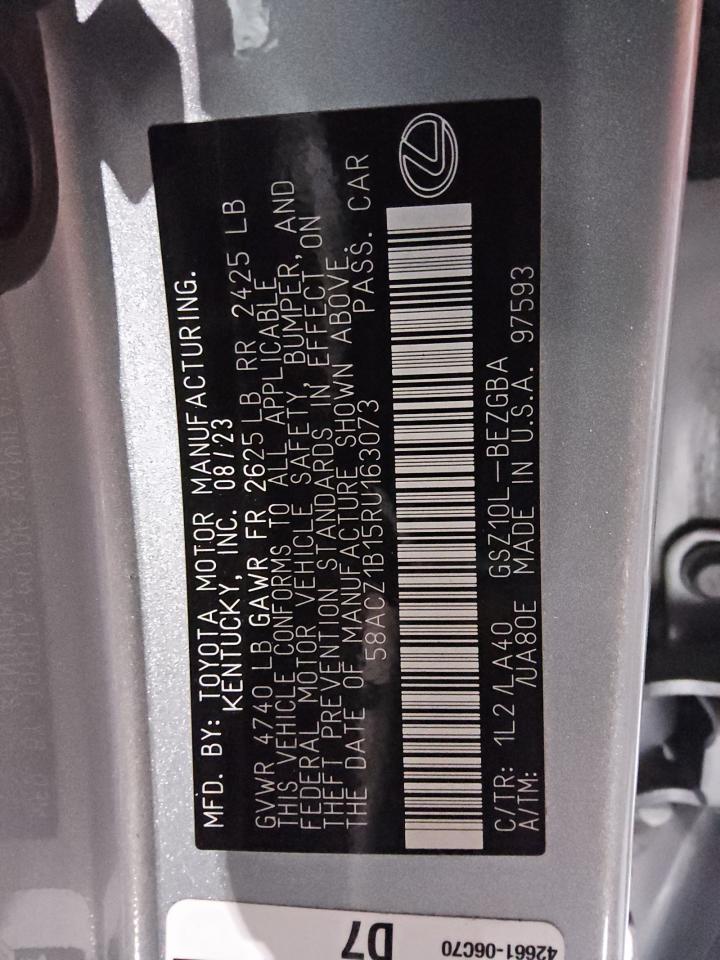 MFD. BY: TOYOTA MOTOR MANUFACTURING.
KENTUCKY, INC. 08/23
GVWR 4740 LB GAWR FR 2625 LB RR 2425 LB
THIS VEHICLE CONFORMS TO ALL APPLICABLE
FEDERAL MOTOR VEHICLE SAFETY, BUMPER, AND
THEFT PREVENTION STANDARDS IN EFFECT ON
THE DATE OF MANUFACTURE SHOWN ABOVE.
58ACZ1B15RU163073 PASS. CAR
C/TR: 1L2/LA40 GSZ10L-BEZGBA
A/TM: /UA80E MADE IN U.S.A. 97593
D7
42661-06C70